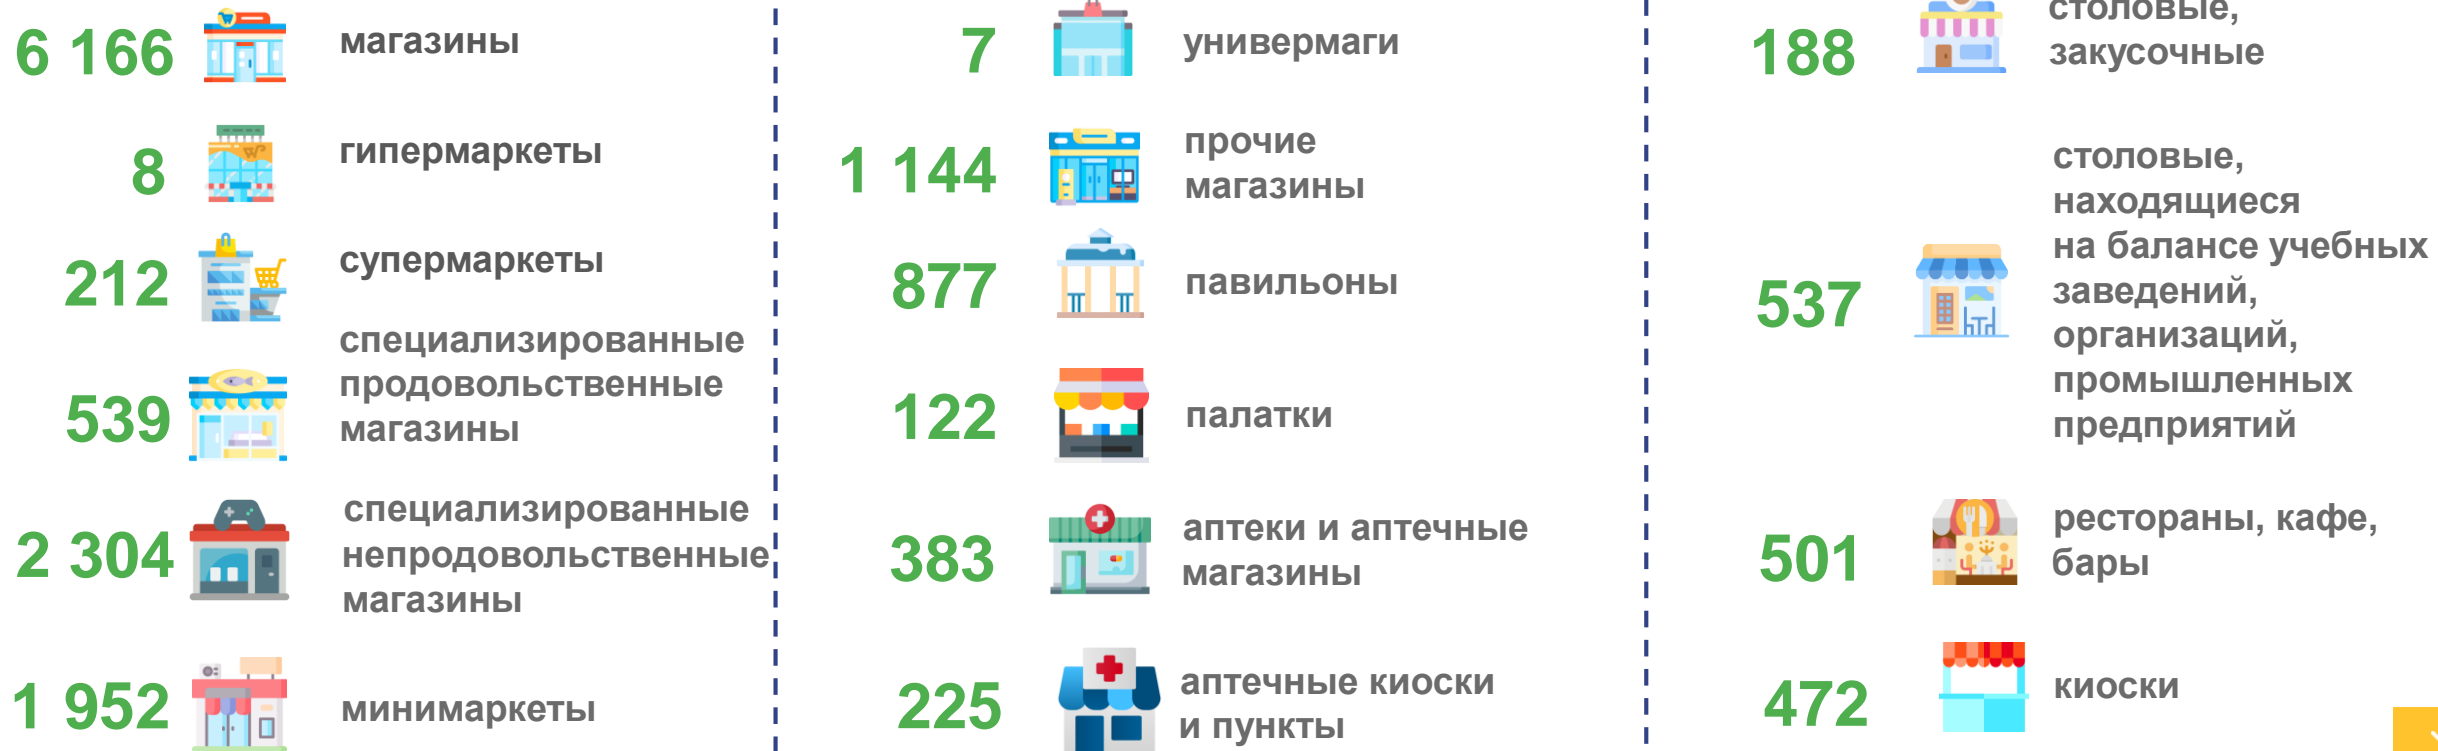 6 166
магазины
8
гипермаркеты
212
супермаркеты
539
специализированные
продовольственные
магазины
2 304
специализированные
непродовольственные
магазины
1 952
минимаркеты
7
универмаги
1 144
прочие
магазины
877
павильоны
122
палатки
383
аптеки и аптечные
магазины
225
аптечные киоски
и пункты
188
столовые,
закусочные
537
столовые,
находящиеся
на балансе учебных
заведений,
организаций,
промышленных
предприятий
501
рестораны, кафе,
бары
472
киоски